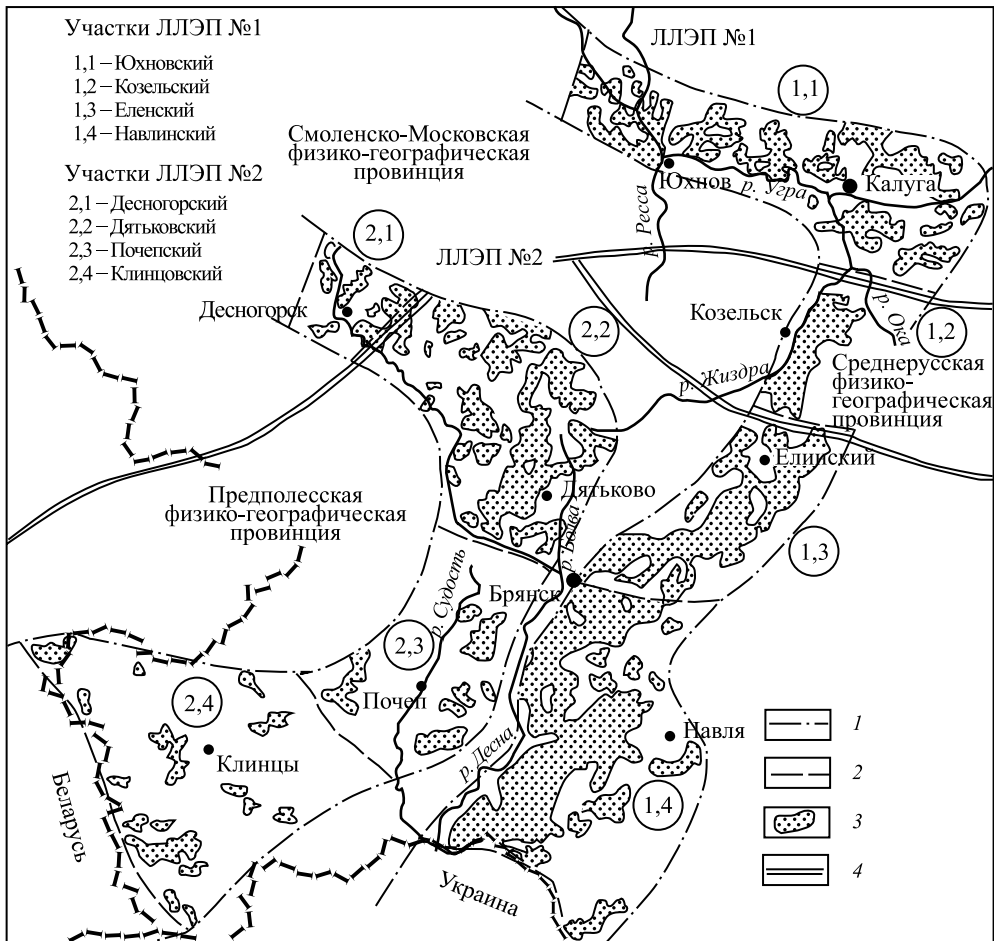 Участки ЛЛЭП №1
1,1 – Юхновский
1,2 – Козельский
1,3 – Еленский
1,4 – Навлинский
Участки ЛЛЭП №2
2,1 – Десногорский
2,2 – Дятьковский
2,3 – Почепский
2,4 – Клинцовский
ЛЛЭП №1
1,1
Смоленско-Московская
физико-географическая
провинция
Юхнов
р. Угра
Калуга
р. Ресса
2,1
ЛЛЭП №2
Десногорск
2,2
Козельск
р. Ока
1,2
р. Жиздра
Среднерусская
физико-
географическая
провинция
Елинский
Дятьково
Предполесская
физико-географическая
провинция
р. Болва
1,3
Брянск
р. Судость
2,3
2,4
Почеп
Клинцы
р. Десна
Навля
1,4
Беларусь
Украина
1
2
3
4